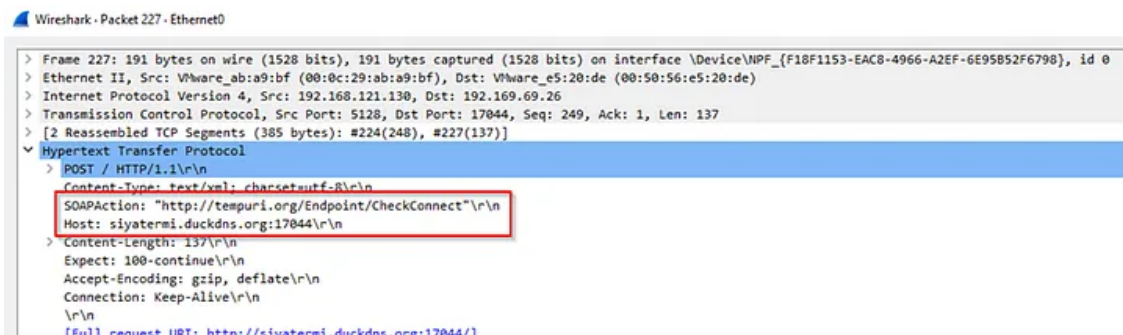 Wireshark · Packet 227 · Ethernet0
Frame 227: 191 bytes on wire (1528 bits), 191 bytes captured (1528 bits) on interface \Device\NPF_{F18F1153-EAC8-4966-A2EF-6E95B52F6798}, id 0
Ethernet II, Src: VMware_ab:a9:bf (00:0c:29:ab:a9:bf), Dst: VMware_e5:20:de (00:50:56:e5:20:de)
Internet Protocol Version 4, Src: 192.168.121.130, Dst: 192.169.69.26
Transmission Control Protocol, Src Port: 5128, Dst Port: 17044, Seq: 249, Ack: 1, Len: 137
[2 Reassembled TCP Segments (385 bytes): #224(248), #227(137)]
Hypertext Transfer Protocol
POST / HTTP/1.1\r\n
Content-Type: text/xml; charset=utf-8\r\n
SOAPAction: "http://tempuri.org/Endpoint/CheckConnect"\r\n
Host: siyatermi.duckdns.org:17044\r\n
Content-Length: 137\r\n
Expect: 100-continue\r\n
Accept-Encoding: gzip, deflate\r\n
Connection: Keep-Alive\r\n
\r\n
[Full request URI: http://siyatermi.duckdns.org:17044/]